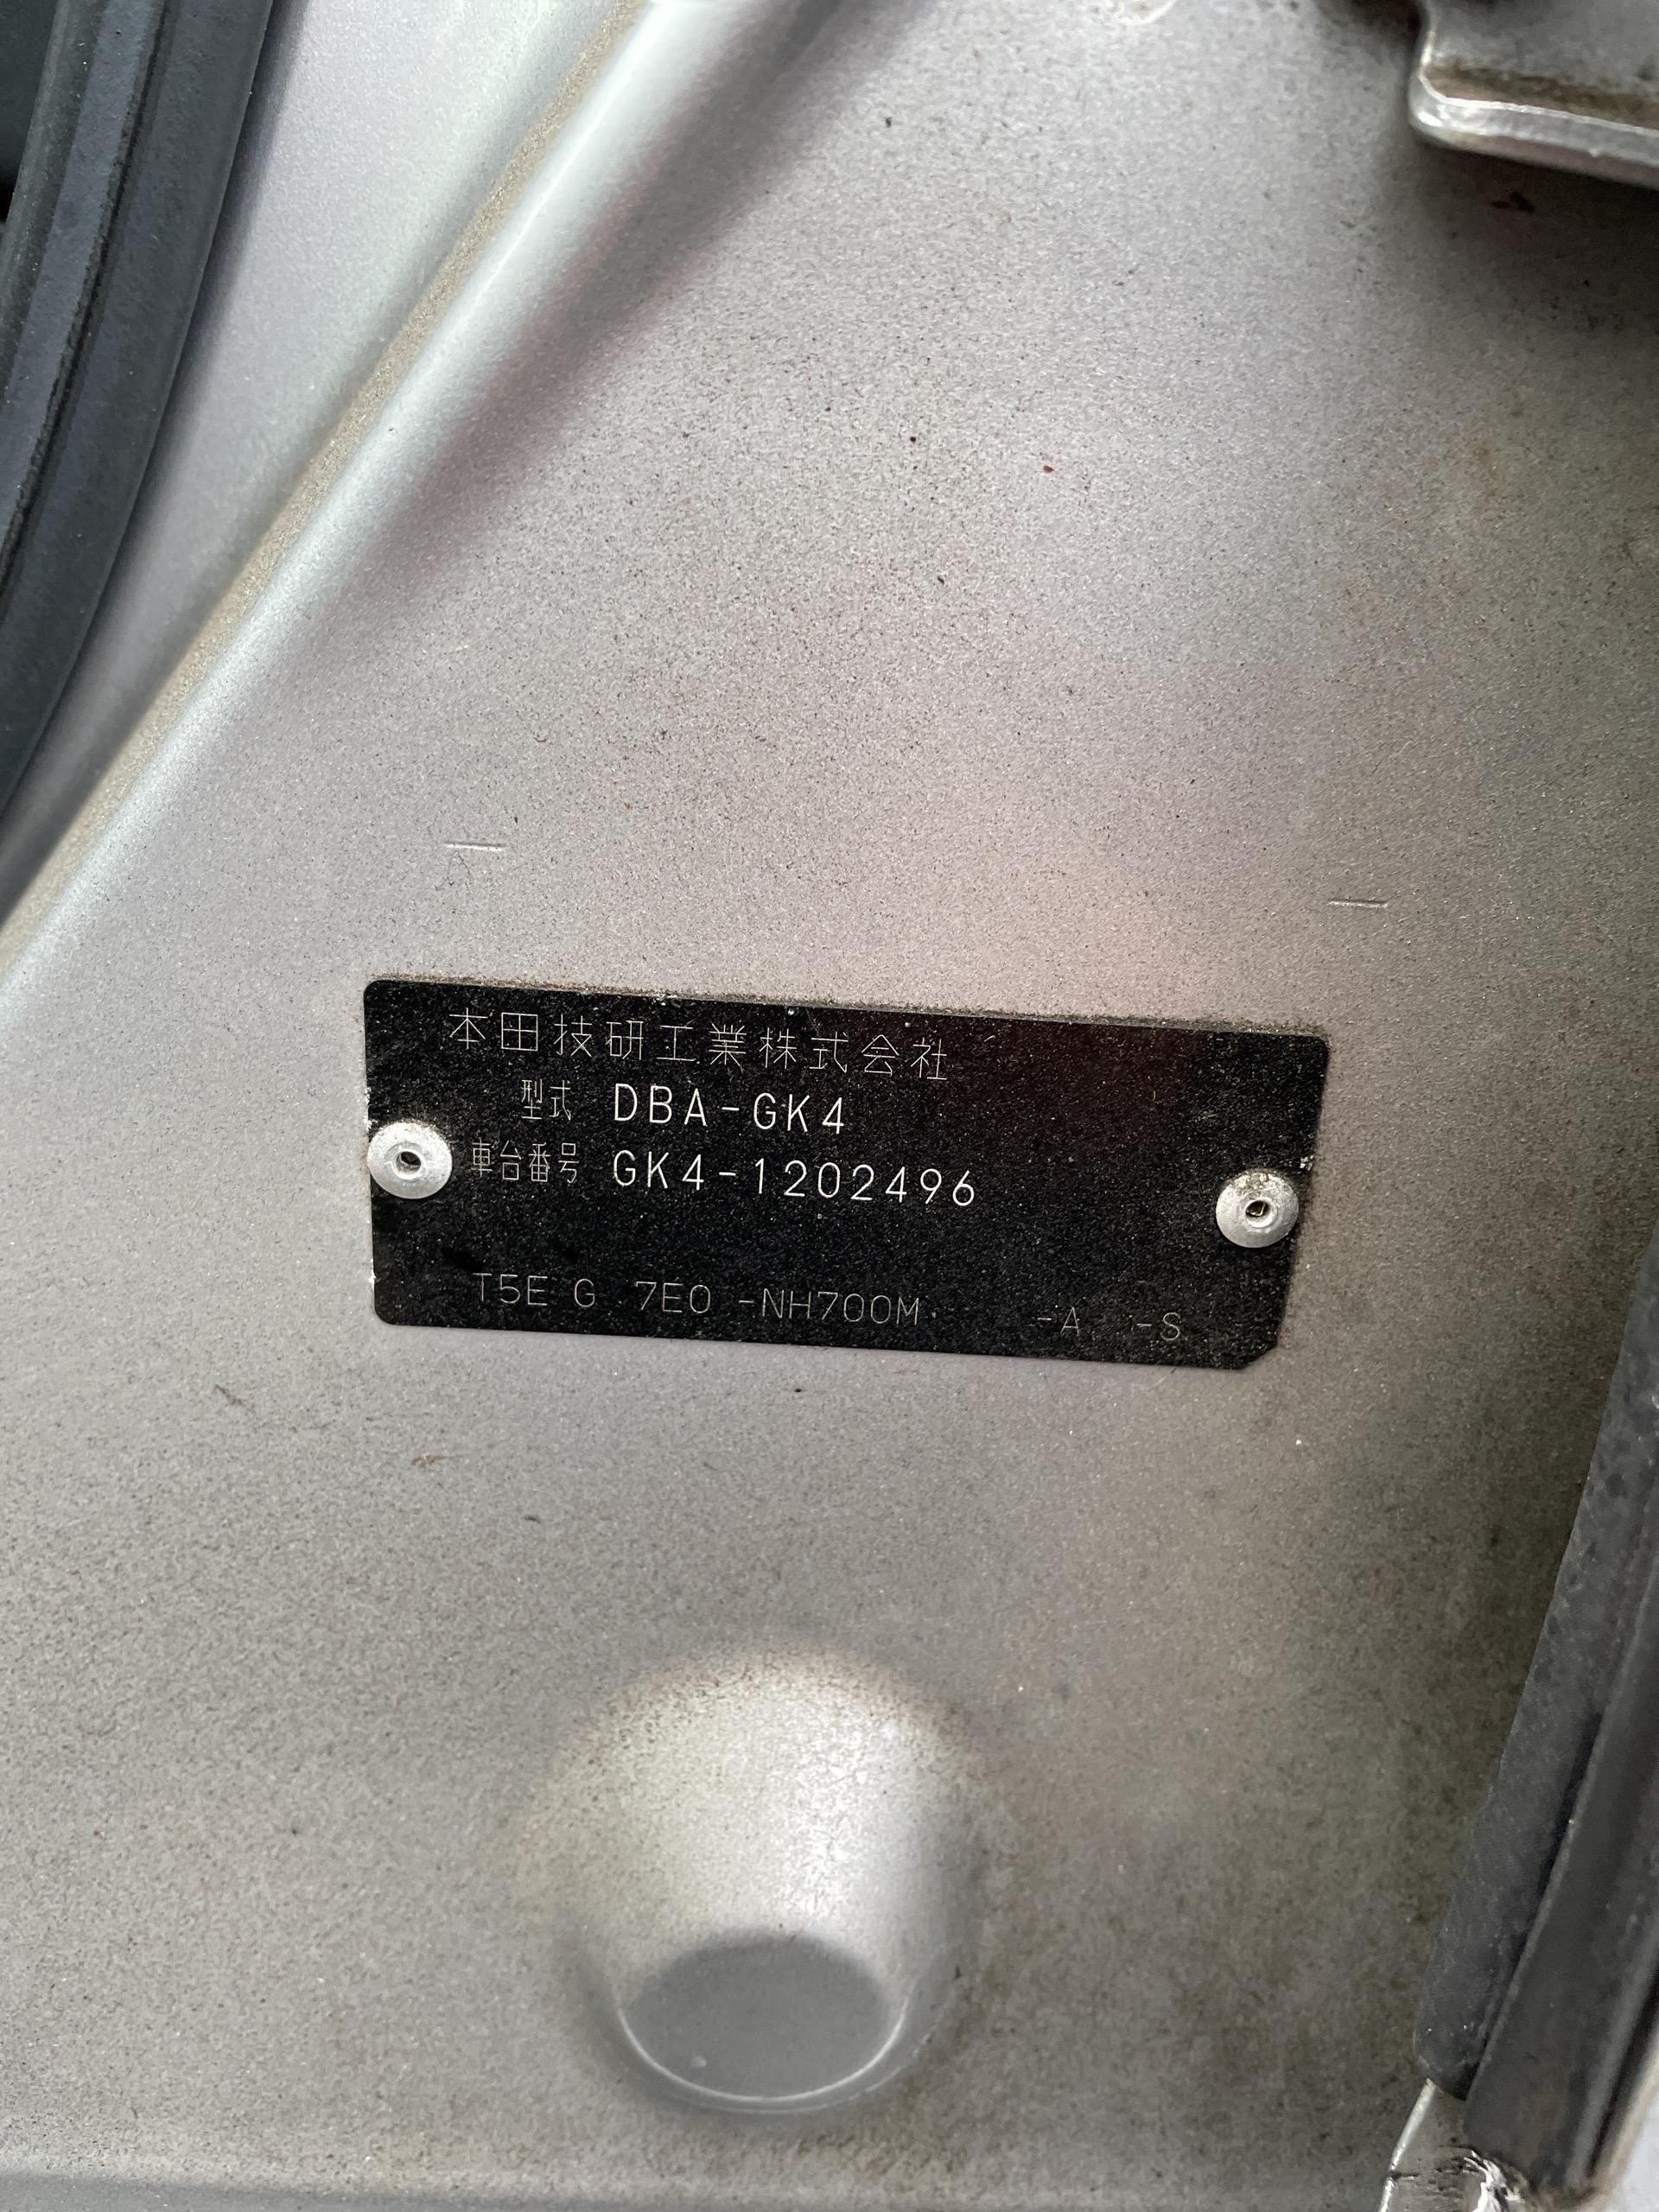 本田技研工業株式会社
型式 DBA-GK4
車台番号 GK4-1202496
T5E G 7E0 -NH700M -A -S